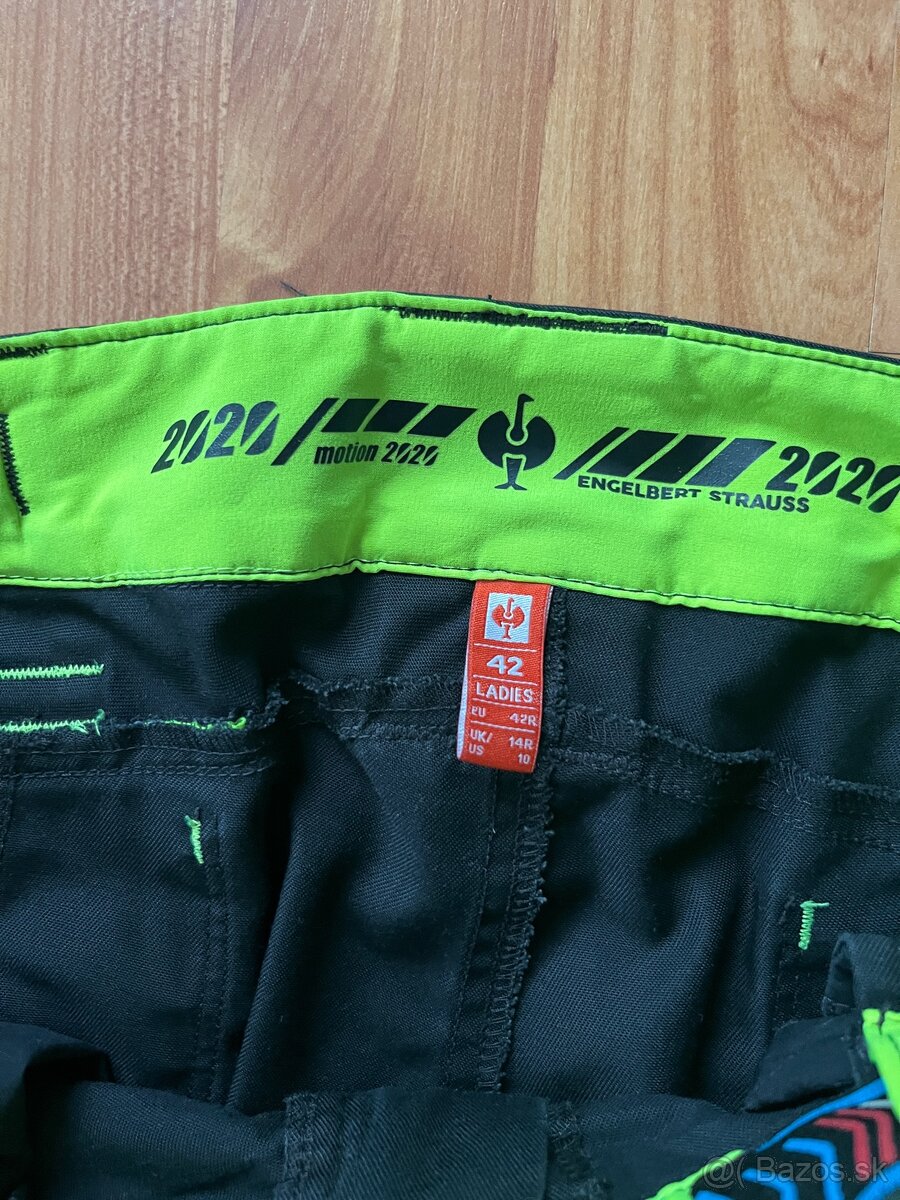 2020
motion 2020
2020
ENGELBERT STRAUSS
42
LADIES
EU 42R
UK/ 14R
US 10
@( Bazos.sk